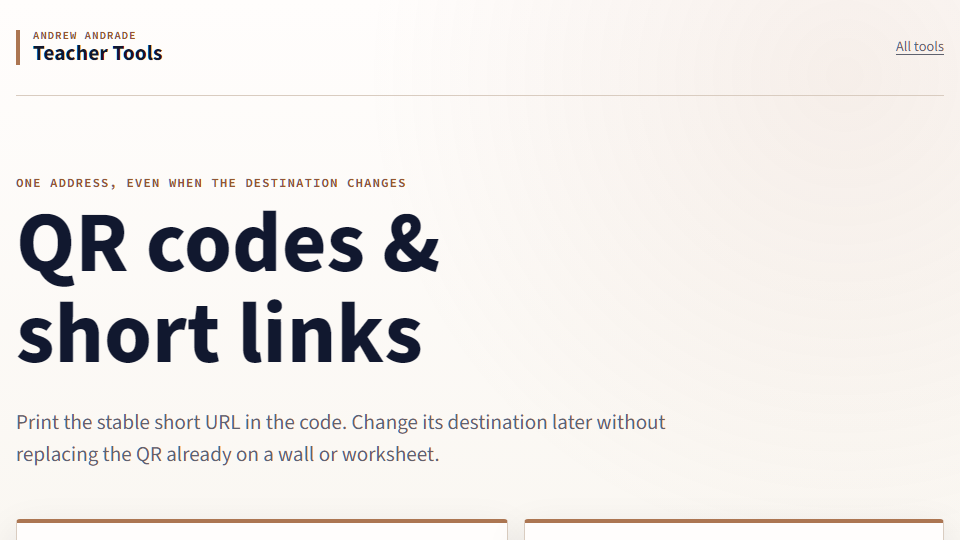 ANDREW ANDRADE
Teacher Tools
All tools
ONE ADDRESS, EVEN WHEN THE DESTINATION CHANGES
QR codes &
short links
Print the stable short URL in the code. Change its destination later without
replacing the QR already on a wall or worksheet.